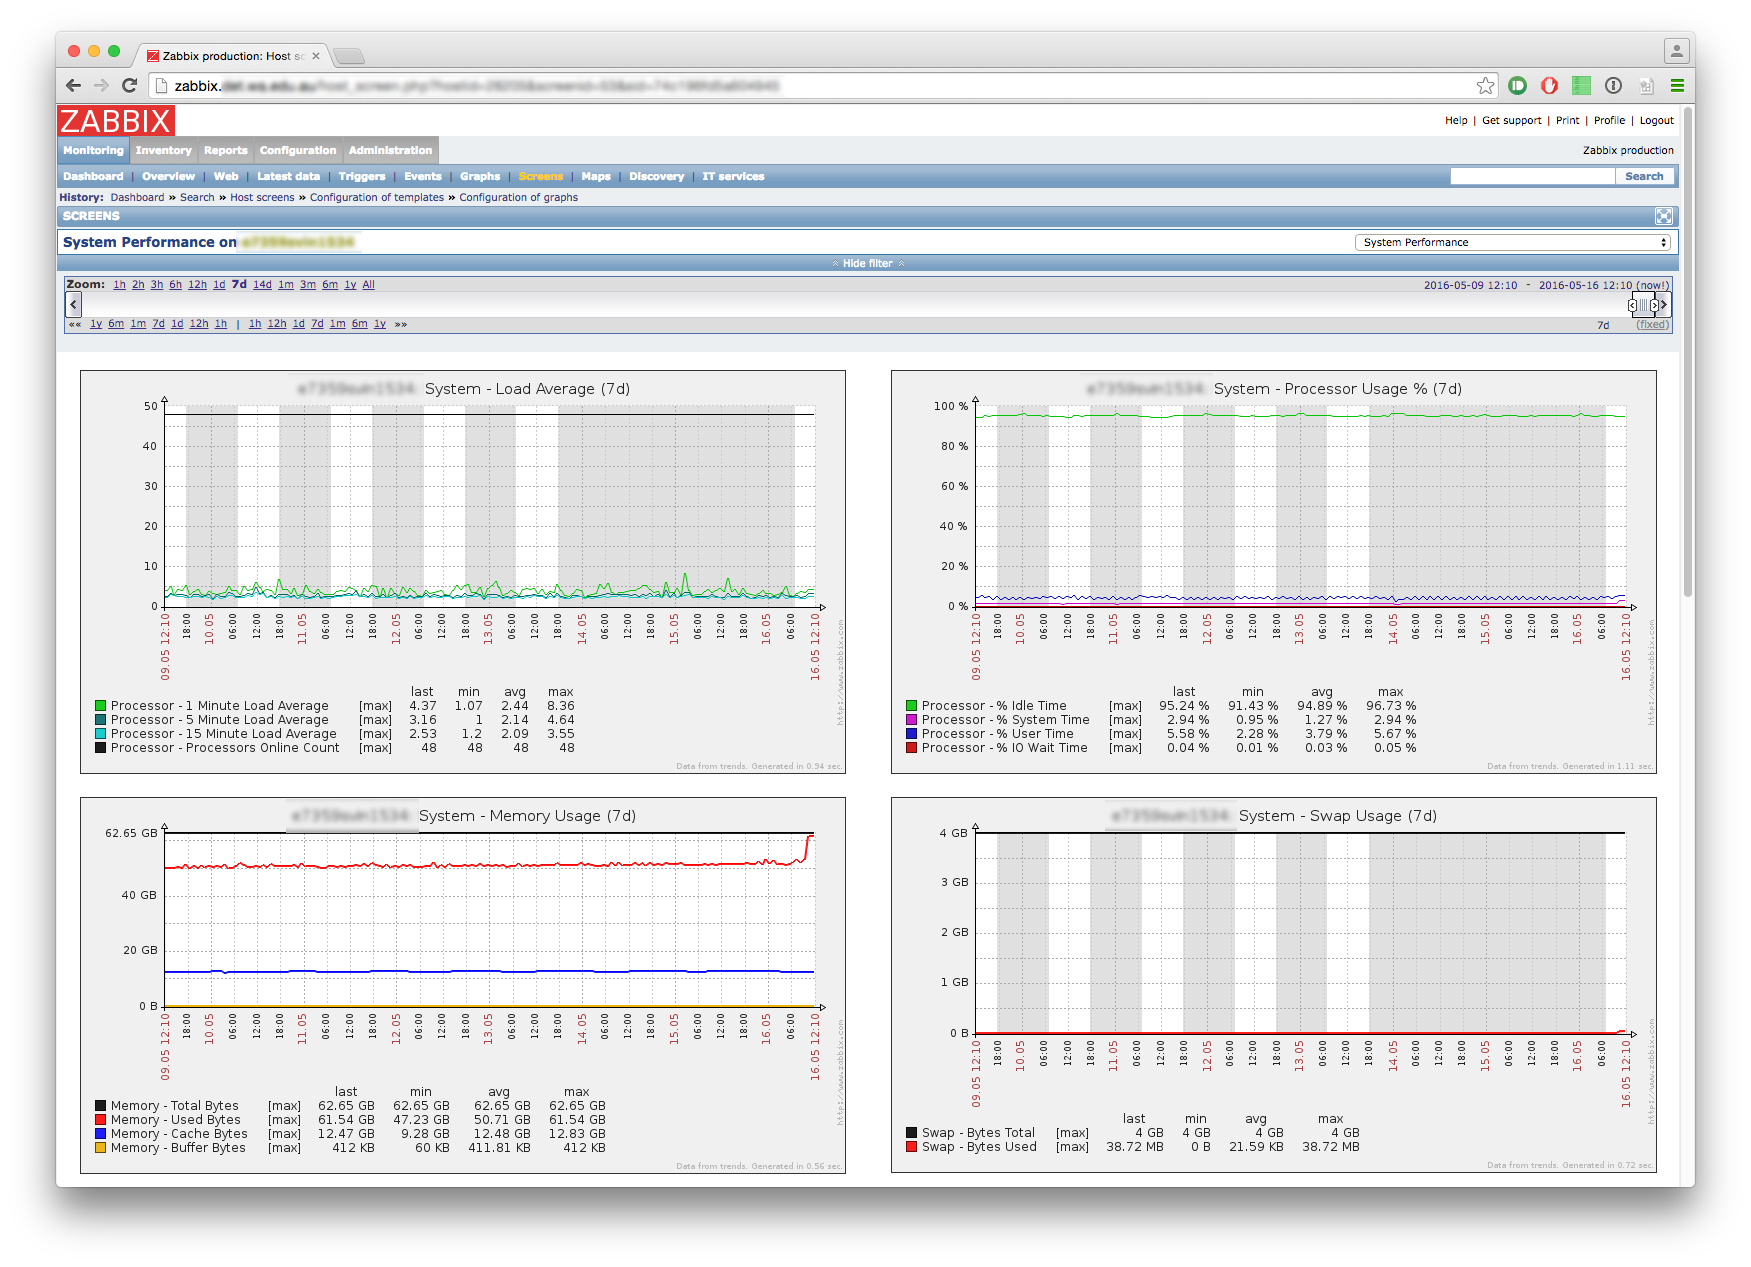 Zabbix production: Host sc
zabbix.
ZABBIX
Help | Get support | Print | Profile | Logout
Monitoring Inventory Reports Configuration Administration
Zabbix production
Dashboard | Overview | Web | Latest data | Triggers | Events | Graphs | Screens | Maps | Discovery | IT services
Search
History: Dashboard » Search » Host screens » Configuration of templates » Configuration of graphs
SCREENS
System Performance on
System Performance
Hide filter
Zoom: 1h 2h 3h 6h 12h 1d 7d 14d 1m 3m 6m 1y All
2016-05-09 12:10 - 2016-05-16 12:10 (now!)
«« 1y 6m 1m 7d 1d 12h 1h | 1h 12h 1d 7d 1m 6m 1y »»
7d (fixed)
System - Load Average (7d)
50
40
30
20
10
0
09.05 12:10 18:00 10.05 06:00 12:00 18:00 11.05 06:00 12:00 18:00 12.05 06:00 12:00 18:00 13.05 06:00 12:00 18:00 14.05 06:00 12:00 18:00 15.05 06:00 12:00 18:00 16.05 06:00 16.05 12:10
http://www.zabbix.com
last min avg max
Processor - 1 Minute Load Average [max] 4.37 1.07 2.44 8.36
Processor - 5 Minute Load Average [max] 3.16 1 2.14 4.64
Processor - 15 Minute Load Average [max] 2.53 1.2 2.09 3.55
Processor - Processors Online Count [max] 48 48 48 48
Data from trends. Generated in 0.94 sec.
System - Processor Usage % (7d)
100 %
80 %
60 %
40 %
20 %
0 %
09.05 12:10 18:00 10.05 06:00 12:00 18:00 11.05 06:00 12:00 18:00 12.05 06:00 12:00 18:00 13.05 06:00 12:00 18:00 14.05 06:00 12:00 18:00 15.05 06:00 12:00 18:00 16.05 06:00 16.05 12:10
http://www.zabbix.com
last min avg max
Processor - % Idle Time [max] 95.24 % 91.43 % 94.89 % 96.73 %
Processor - % System Time [max] 2.94 % 0.95 % 1.27 % 2.94 %
Processor - % User Time [max] 5.58 % 2.28 % 3.79 % 5.67 %
Processor - % IO Wait Time [max] 0.04 % 0.01 % 0.03 % 0.05 %
Data from trends. Generated in 1.11 sec.
System - Memory Usage (7d)
62.65 GB
40 GB
20 GB
0 B
09.05 12:10 18:00 10.05 06:00 12:00 18:00 11.05 06:00 12:00 18:00 12.05 06:00 12:00 18:00 13.05 06:00 12:00 18:00 14.05 06:00 12:00 18:00 15.05 06:00 12:00 18:00 16.05 06:00 16.05 12:10
http://www.zabbix.com
last min avg max
Memory - Total Bytes [max] 62.65 GB 62.65 GB 62.65 GB 62.65 GB
Memory - Used Bytes [max] 61.54 GB 47.23 GB 50.71 GB 61.54 GB
Memory - Cache Bytes [max] 12.47 GB 9.28 GB 12.48 GB 12.83 GB
Memory - Buffer Bytes [max] 412 KB 60 KB 411.81 KB 412 KB
Data from trends. Generated in 0.56 sec.
System - Swap Usage (7d)
4 GB
3 GB
2 GB
1 GB
0 B
09.05 12:10 18:00 10.05 06:00 12:00 18:00 11.05 06:00 12:00 18:00 12.05 06:00 12:00 18:00 13.05 06:00 12:00 18:00 14.05 06:00 12:00 18:00 15.05 06:00 12:00 18:00 16.05 06:00 16.05 12:10
http://www.zabbix.com
last min avg max
Swap - Bytes Total [max] 4 GB 4 GB 4 GB 4 GB
Swap - Bytes Used [max] 38.72 MB 0 B 21.59 KB 38.72 MB
Data from trends. Generated in 0.72 sec.